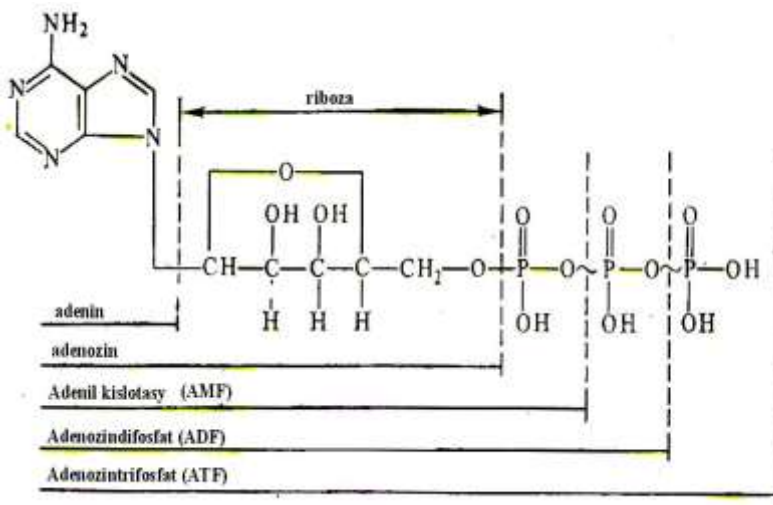 NH₂
N N
riboza
N N
O
OH OH O O O
CH—C—C—C—CH₂—O—P—O~P—O~P—OH
H H H OH OH OH
adenin
adenozin
Adenil kislotasy (AMF)
Adenozindifosfat (ADF)
Adenozintrifosfat (ATF)